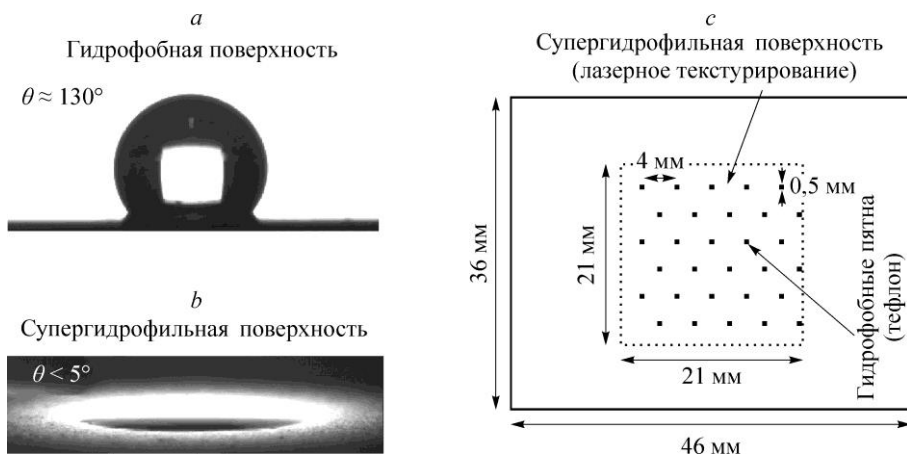 a
Гидрофобная поверхность
θ ≈ 130°
b
Супергидрофильная поверхность
θ < 5°
c
Супергидрофильная поверхность
(лазерное текстурирование)
4 мм
0,5 мм
36 мм
21 мм
21 мм
46 мм
Гидрофобные пятна
(тефлон)